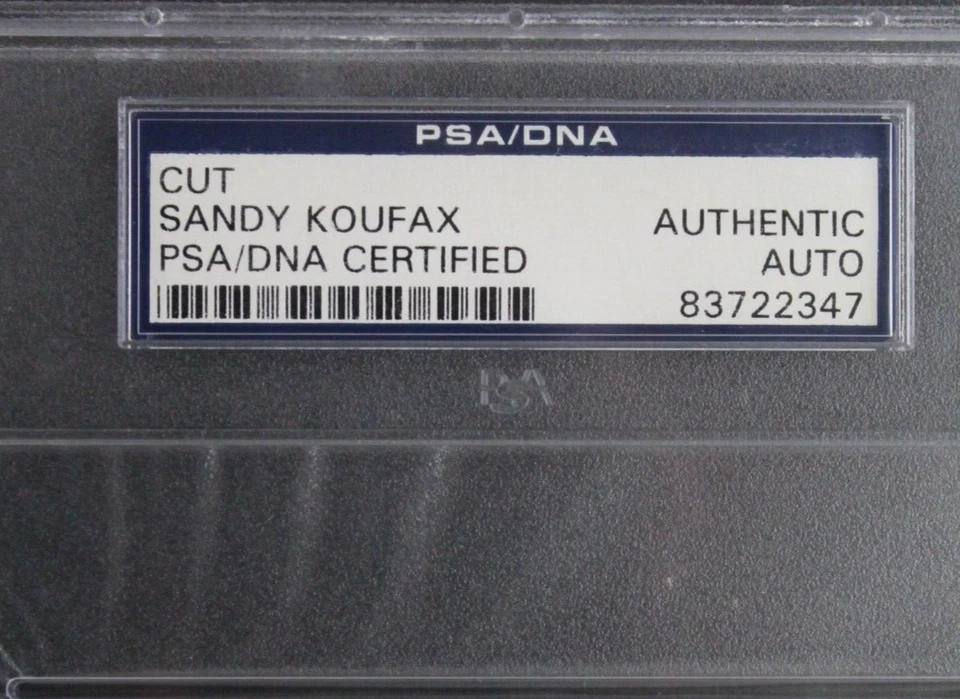 PSA/DNA
CUT
SANDY KOUFAX
PSA/DNA CERTIFIED
AUTHENTIC
AUTO
83722347
PSA